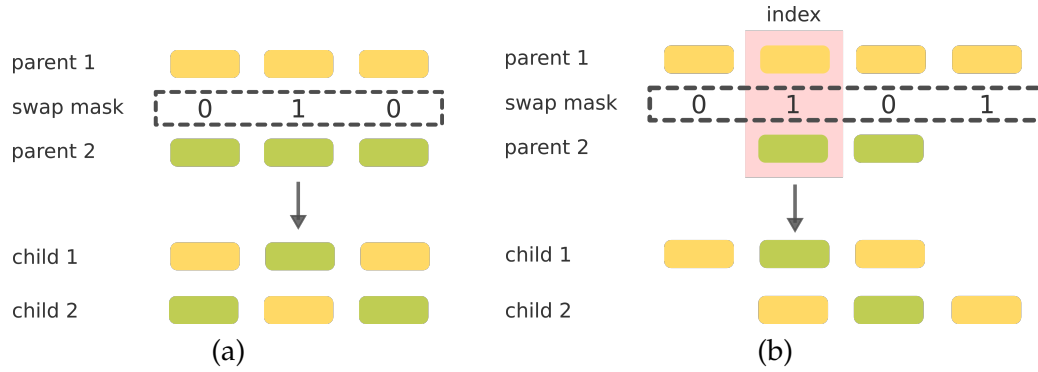 parent 1
swap mask 0 1 0
parent 2
child 1
child 2
(a)
index
parent 1
swap mask 0 1 0 1
parent 2
child 1
child 2
(b)